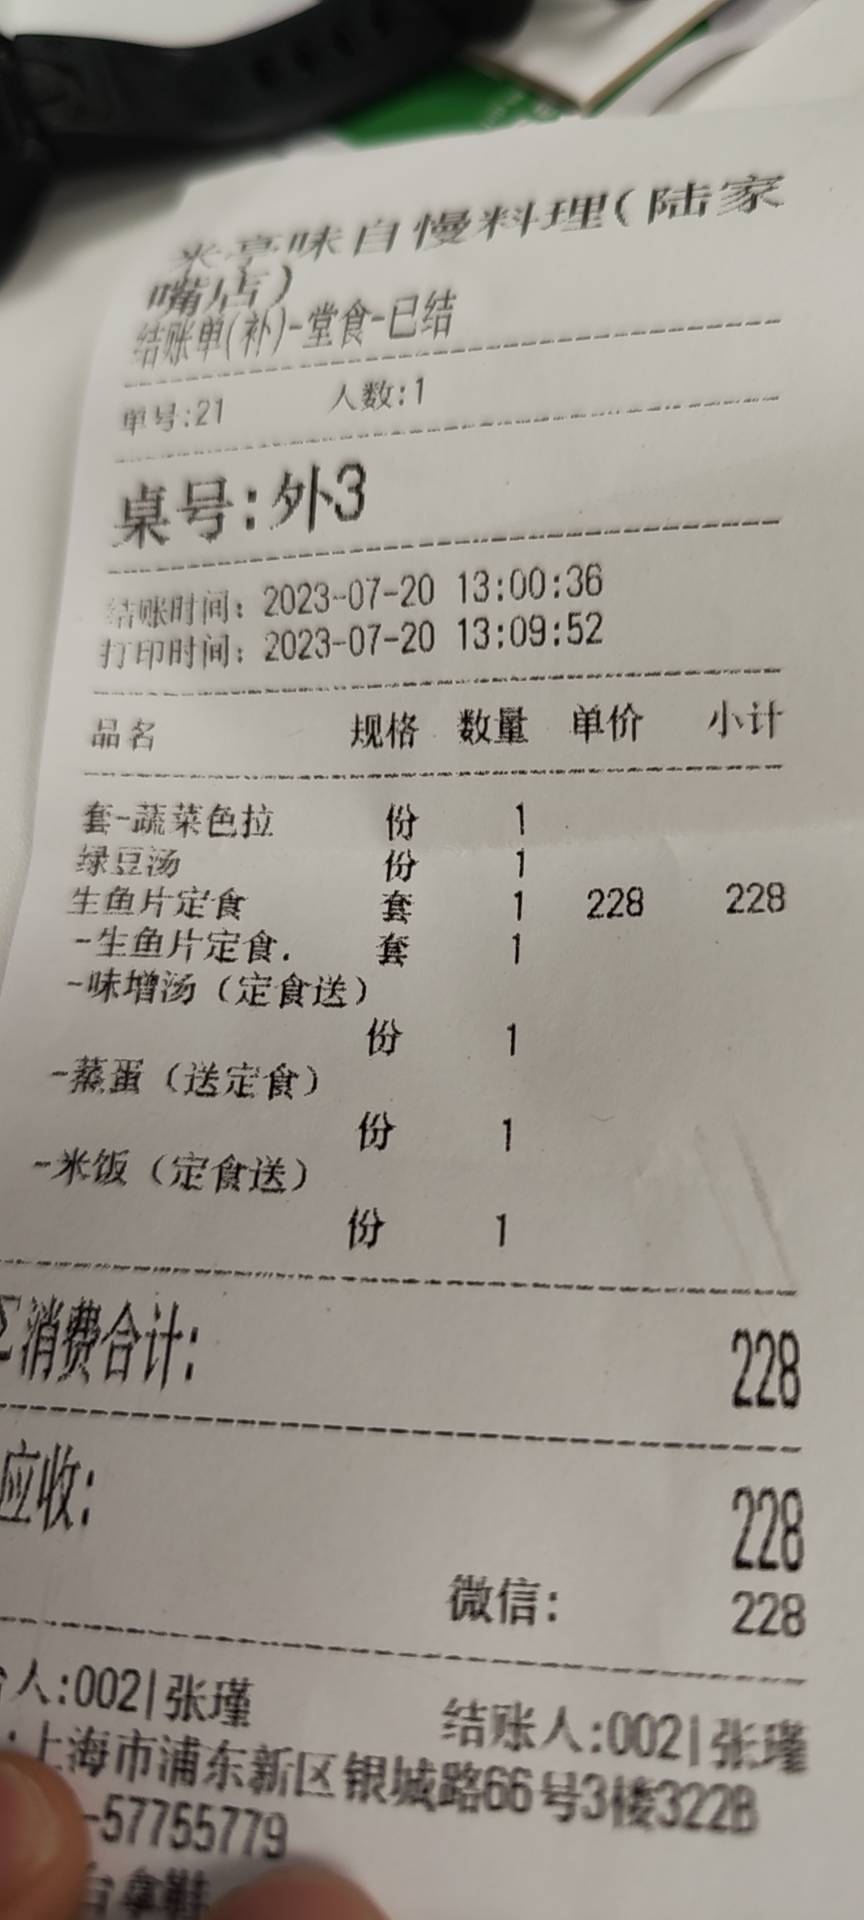 米亭味自慢料理(陆家
嘴店)
结账单(补)-堂食-已结
单号:21 人数:1
桌号:外3
结账时间: 2023-07-20 13:00:36
打印时间: 2023-07-20 13:09:52
品名 规格 数量 单价 小计
套-蔬菜色拉 份 1
绿豆汤 份 1
生鱼片定食 套 1 228 228
-生鱼片定食. 套 1
-味增汤（定食送）
份 1
-蒸蛋（送定食）
份 1
-米饭（定食送）
份 1
Σ消费合计: 228
应收: 228
微信: 228
人:002|张瑾 结账人:002|张瑾
:上海市浦东新区银城路66号3楼322B
-57755779